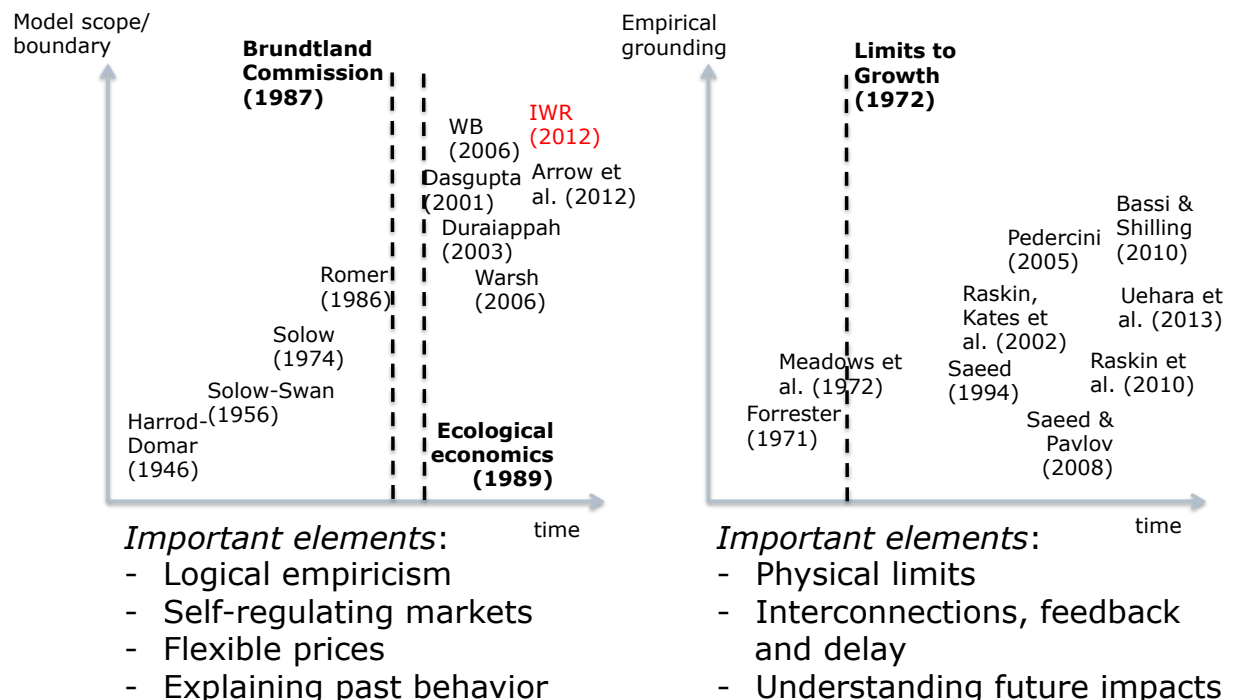 Model scope/
boundary
Brundtland
Commission
(1987)
WB
(2006)
IWR
(2012)
Dasgupta
(2001)
Arrow et
al. (2012)
Duraiappah
(2003)
Romer
(1986)
Warsh
(2006)
Solow
(1974)
Solow-Swan
(1956)
Harrod-
Domar
(1946)
Ecological
economics
(1989)
time
Important elements:
- Logical empiricism
- Self-regulating markets
- Flexible prices
- Explaining past behavior
Empirical
grounding
Limits to
Growth
(1972)
Bassi &
Shilling
(2010)
Pedercini
(2005)
Raskin,
Kates et
al. (2002)
Uehara et
al. (2013)
Meadows et
al. (1972)
Saeed
(1994)
Raskin et
al. (2010)
Forrester
(1971)
Saeed &
Pavlov
(2008)
time
Important elements:
- Physical limits
- Interconnections, feedback
and delay
- Understanding future impacts